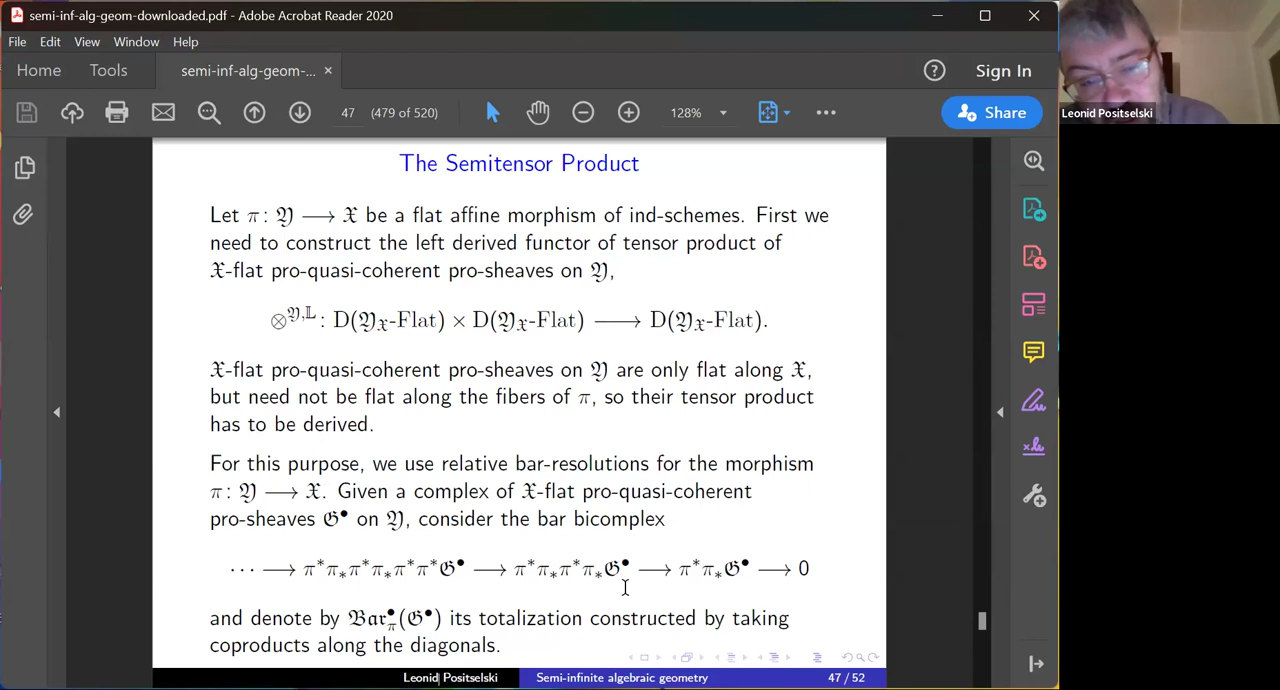 semi-inf-alg-geom-downloaded.pdf - Adobe Acrobat Reader 2020
File Edit View Window Help
Home Tools semi-inf-alg-geom-... × Sign In
47 (479 of 520) 128% Share
Leonid Positselski
The Semitensor Product
Let π: 𝔜 ⟶ 𝔛 be a flat affine morphism of ind-schemes. First we
need to construct the left derived functor of tensor product of
𝔛-flat pro-quasi-coherent pro-sheaves on 𝔜,
⊗^{𝔜,𝕃}: D(𝔜_𝔛-Flat) × D(𝔜_𝔛-Flat) ⟶ D(𝔜_𝔛-Flat).
𝔛-flat pro-quasi-coherent pro-sheaves on 𝔜 are only flat along 𝔛,
but need not be flat along the fibers of π, so their tensor product
has to be derived.
For this purpose, we use relative bar-resolutions for the morphism
π: 𝔜 ⟶ 𝔛. Given a complex of 𝔛-flat pro-quasi-coherent
pro-sheaves 𝔊^• on 𝔜, consider the bar bicomplex
⋯ ⟶ π*π_*π*π_*π*π*𝔊^• ⟶ π*π_*π*π_*𝔊^• ⟶ π*π_*𝔊^• ⟶ 0
and denote by 𝔅𝔞𝔯^•_π(𝔊^•) its totalization constructed by taking
coproducts along the diagonals.
Leonid Positselski Semi-infinite algebraic geometry 47 / 52